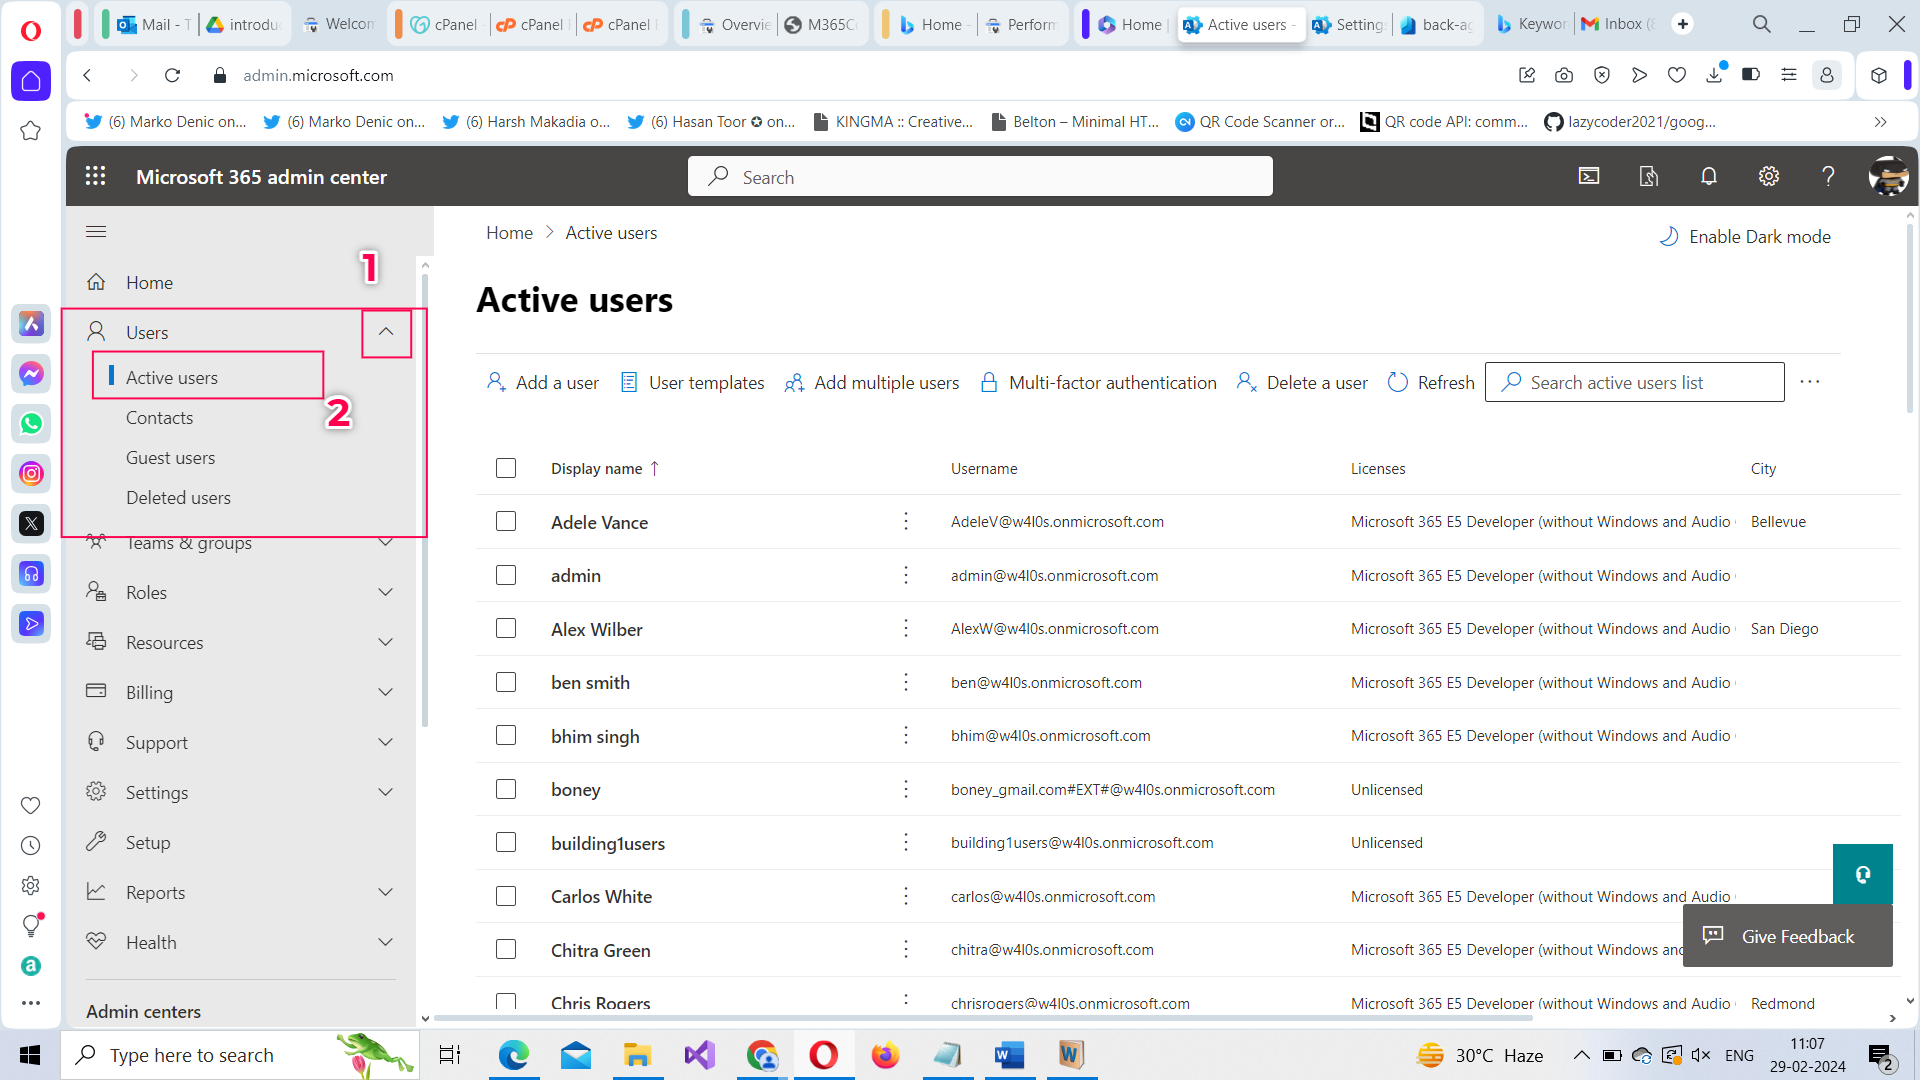 Mail - T
introduc
Welcom
cPanel
cPanel
cPanel
Overvie
M365Co
Home -
Perform
Home |
Active users -
Settings
back-ag
Keywor
Inbox (8
admin.microsoft.com
(6) Marko Denic on...
(6) Marko Denic on...
(6) Harsh Makadia o...
(6) Hasan Toor ✪ on...
KINGMA :: Creative...
Belton – Minimal HT...
QR Code Scanner or...
QR code API: comm...
lazycoder2021/goog...
Microsoft 365 admin center
Search
Home
Users
1
Active users
2
Contacts
Guest users
Deleted users
Teams & groups
Roles
Resources
Billing
Support
Settings
Setup
Reports
Health
Admin centers
Home > Active users
Enable Dark mode
Active users
Add a user
User templates
Add multiple users
Multi-factor authentication
Delete a user
Refresh
Search active users list
Display name ↑ Username Licenses City
Adele Vance AdeleV@w4l0s.onmicrosoft.com Microsoft 365 E5 Developer (without Windows and Audio Bellevue
admin admin@w4l0s.onmicrosoft.com Microsoft 365 E5 Developer (without Windows and Audio
Alex Wilber AlexW@w4l0s.onmicrosoft.com Microsoft 365 E5 Developer (without Windows and Audio San Diego
ben smith ben@w4l0s.onmicrosoft.com Microsoft 365 E5 Developer (without Windows and Audio
bhim singh bhim@w4l0s.onmicrosoft.com Microsoft 365 E5 Developer (without Windows and Audio
boney boney_gmail.com#EXT#@w4l0s.onmicrosoft.com Unlicensed
building1users building1users@w4l0s.onmicrosoft.com Unlicensed
Carlos White carlos@w4l0s.onmicrosoft.com Microsoft 365 E5 Developer (without Windows and Audio
Chitra Green chitra@w4l0s.onmicrosoft.com Microsoft 365 E5 Developer (without Windows and
Chris Rogers chrisrogers@w4l0s.onmicrosoft.com Microsoft 365 E5 Developer (without Windows and Audio Redmond
Give Feedback
Type here to search
30°C Haze
ENG
11:07
29-02-2024
2